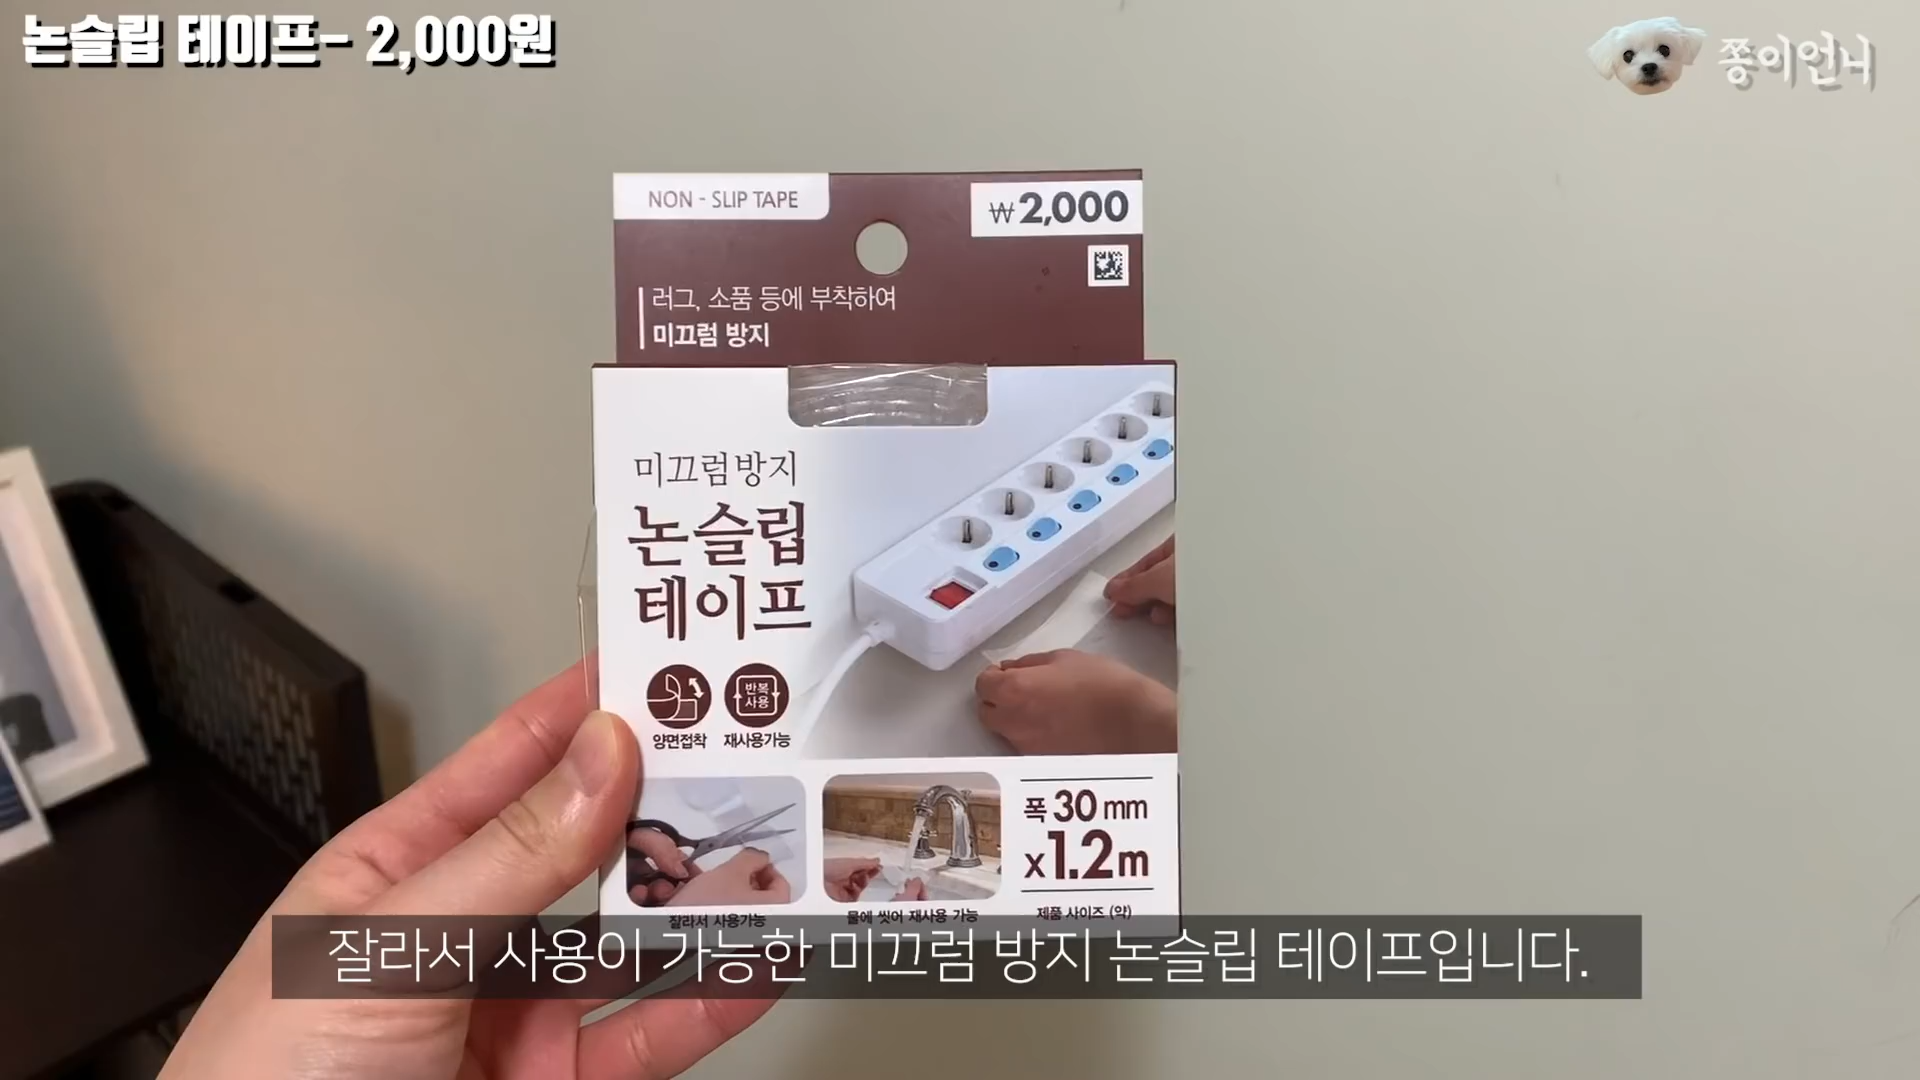 논슬립 테이프- 2,000원
쫑이언니
NON - SLIP TAPE
₩2,000
러그, 소품 등에 부착하여
미끄럼 방지
미끄럼방지
논슬립
테이프
반복
사용
양면접착
재사용가능
폭 30 mm
x1.2m
잘라서 사용가능
물에 씻어 재사용 가능
제품 사이즈 (약)
잘라서 사용이 가능한 미끄럼 방지 논슬립 테이프입니다.